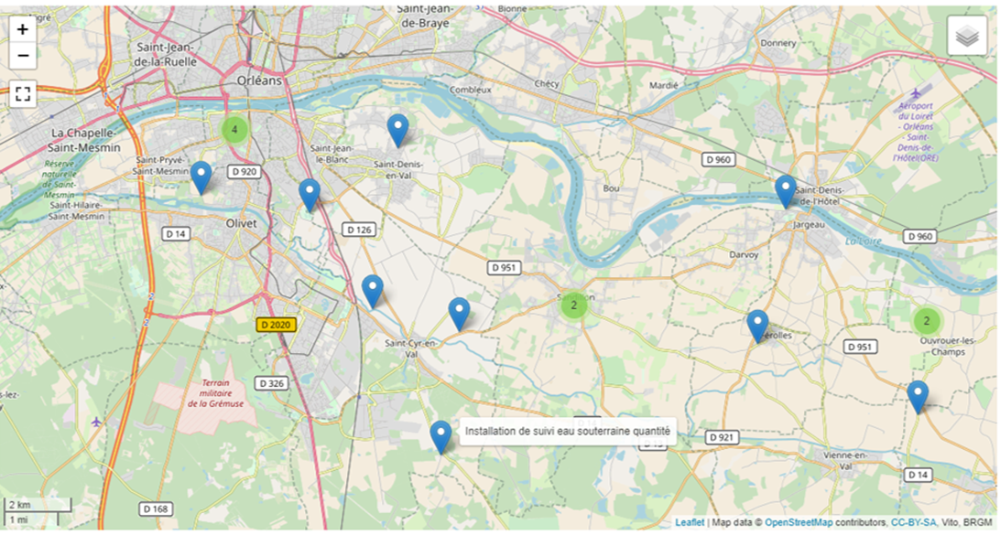 +
−
Saint-Jean-
de-la-Ruelle
Saint-Jean-
de-Braye
Bionne
Donnery
Orléans
Combleux
Chécy
Mardié
Aéroport
du Loiret
- Orléans
- Saint-
Denis-de-
l'Hôtel(ORE)
La Chapelle-
Saint-Mesmin
4
Saint-Jean-
le-Blanc
Saint-Denis-
en-Val
D 960
Réserve
naturelle
de Saint-
Mesmin
Saint-Pryvé-
Saint-Mesmin
D 920
Bou
Saint-Denis-
de-l'Hôtel
Saint-Hilaire-
Saint-Mesmin
Olivet
D 14
D 126
Jargeau
La Loire
D 960
Darvoy
D 951
2
D 2020
2
Saint-Cyr-en-
Val
D 951
Ouvrouer-les-
Champs
D 326
Terrain
militaire
de la Grémuse
Installation de suivi eau souterraine quantité
D 921
Vienne-en-
Val
D 14
2 km
1 mi
D 168
Leaflet | Map data © OpenStreetMap contributors, CC-BY-SA, Vito, BRGM